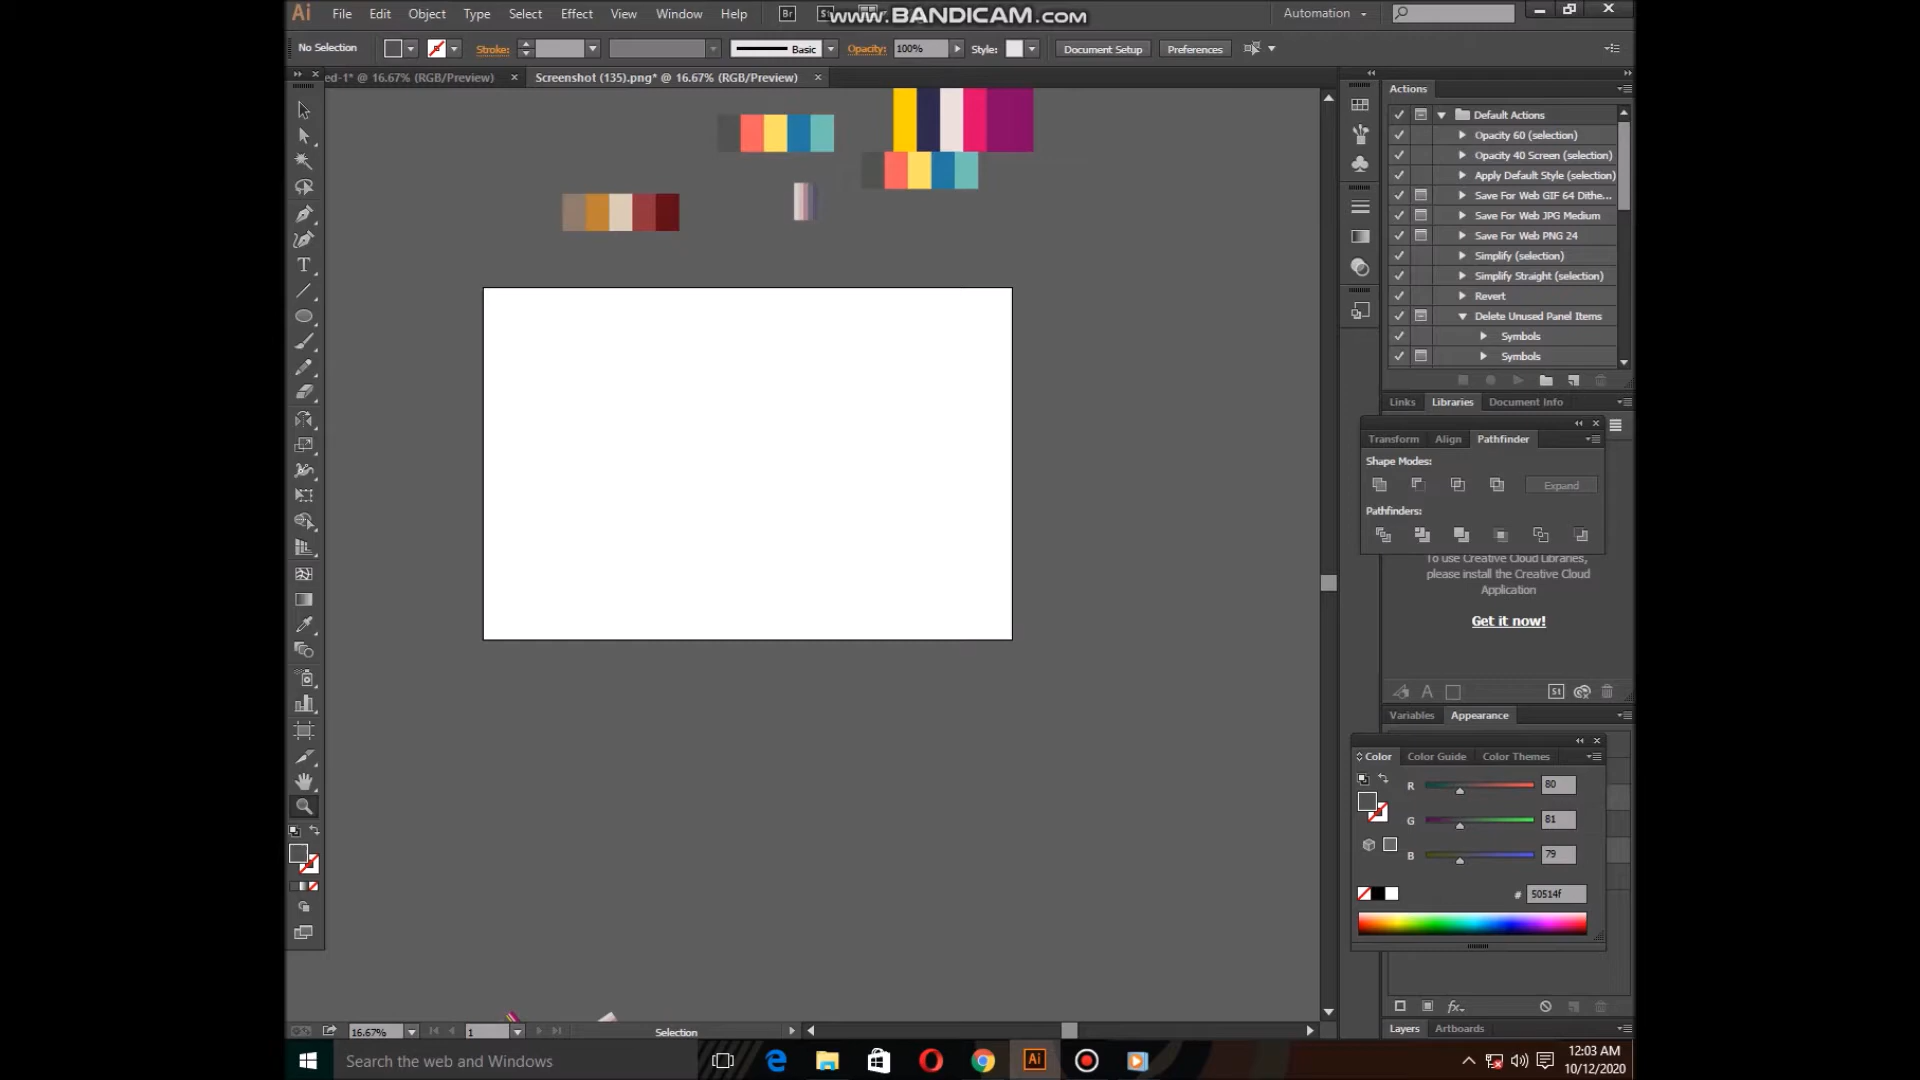 Ai File Edit Object Type Select Effect View Window Help Br St www.BANDICAM.com Automation
No Selection Stroke: Basic Opacity: 100% Style: Document Setup Preferences
ed-1* @ 16.67% (RGB/Preview) × Screenshot (135).png* @ 16.67% (RGB/Preview) ×
Actions
Default Actions
Opacity 60 (selection)
Opacity 40 Screen (selection)
Apply Default Style (selection)
Save For Web GIF 64 Dithe...
Save For Web JPG Medium
Save For Web PNG 24
Simplify (selection)
Simplify Straight (selection)
Revert
Delete Unused Panel Items
Symbols
Symbols
Links Libraries Document Info
Transform Align Pathfinder
Shape Modes:
Expand
Pathfinders:
To use Creative Cloud Libraries,
please install the Creative Cloud
Application
Get it now!
St
Variables Appearance
Color Color Guide Color Themes
R 80
G 81
B 79
# 50514f
fx
Layers Artboards
16.67% 1 Selection
Search the web and Windows
Ai
12:03 AM
10/12/2020